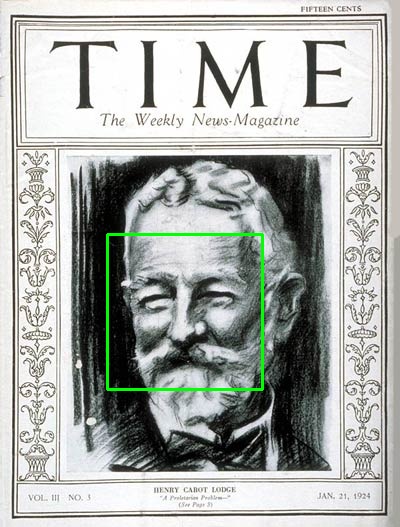 FIFTEEN CENTS
TIME
The Weekly News-Magazine
HENRY CABOT LODGE
"A Proletarian Problem—"
(See Page 3)
VOL. III NO. 3
JAN. 21, 1924